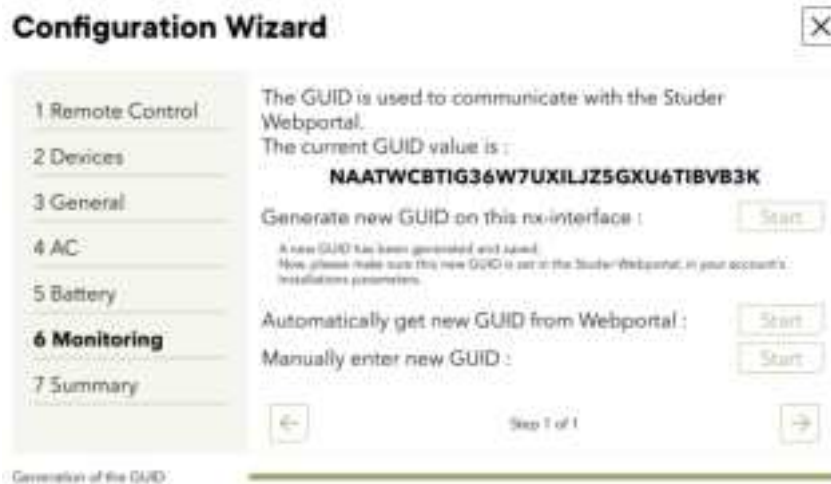 Configuration Wizard
1 Remote Control
2 Devices
3 General
4 AC
5 Battery
6 Monitoring
7 Summary
The GUID is used to communicate with the Studer
Webportal.
The current GUID value is :
NAATWCBTIG36W7UXILJZ5GXU6TIBVB3K
Generate new GUID on this nx-interface :
Start
A new GUID has been generated and saved.
Now, please make sure this new GUID is set in the Studer Webportal, in your account's
installations parameters.
Automatically get new GUID from Webportal :
Start
Manually enter new GUID :
Start
Step 1 of 1
Generation of the GUID